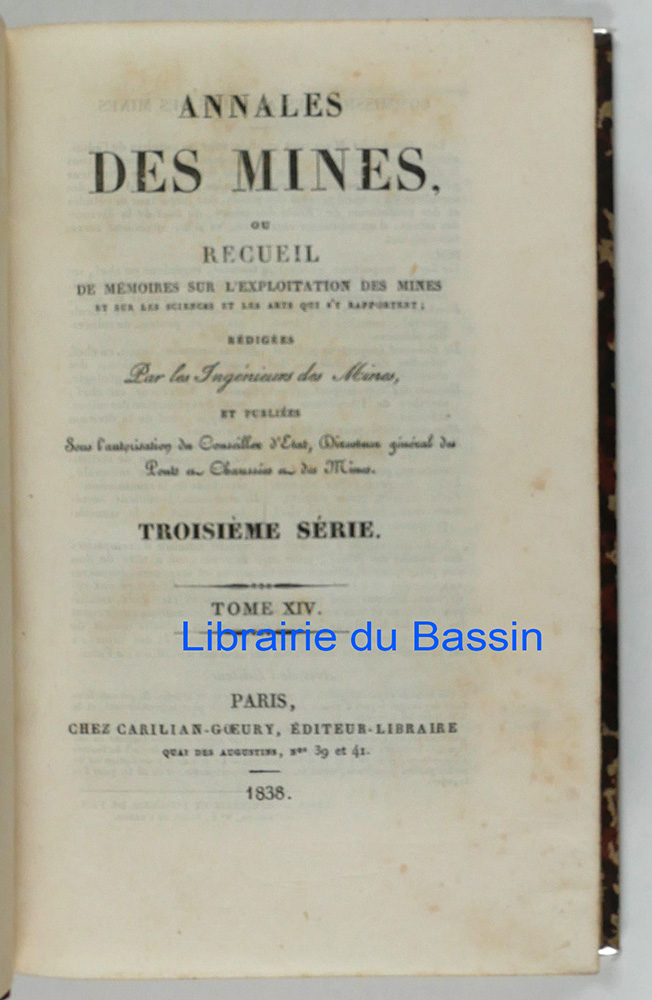 ANNALES
DES MINES,
OU
RECUEIL
DE MÉMOIRES SUR L'EXPLOITATION DES MINES
ET SUR LES SCIENCES ET LES ARTS QUI S'Y RAPPORTENT;
RÉDIGÉES
Par les Ingénieurs des Mines,
ET PUBLIÉES
Sous l'autorisation du Conseiller d'Etat, Directeur général des
Ponts et Chaussées et des Mines.
TROISIÈME SÉRIE.
TOME XIV.
Librairie du Bassin
PARIS,
CHEZ CARILIAN-GŒURY, ÉDITEUR-LIBRAIRE
QUAI DES AUGUSTINS, Nos 39 et 41.
1838.